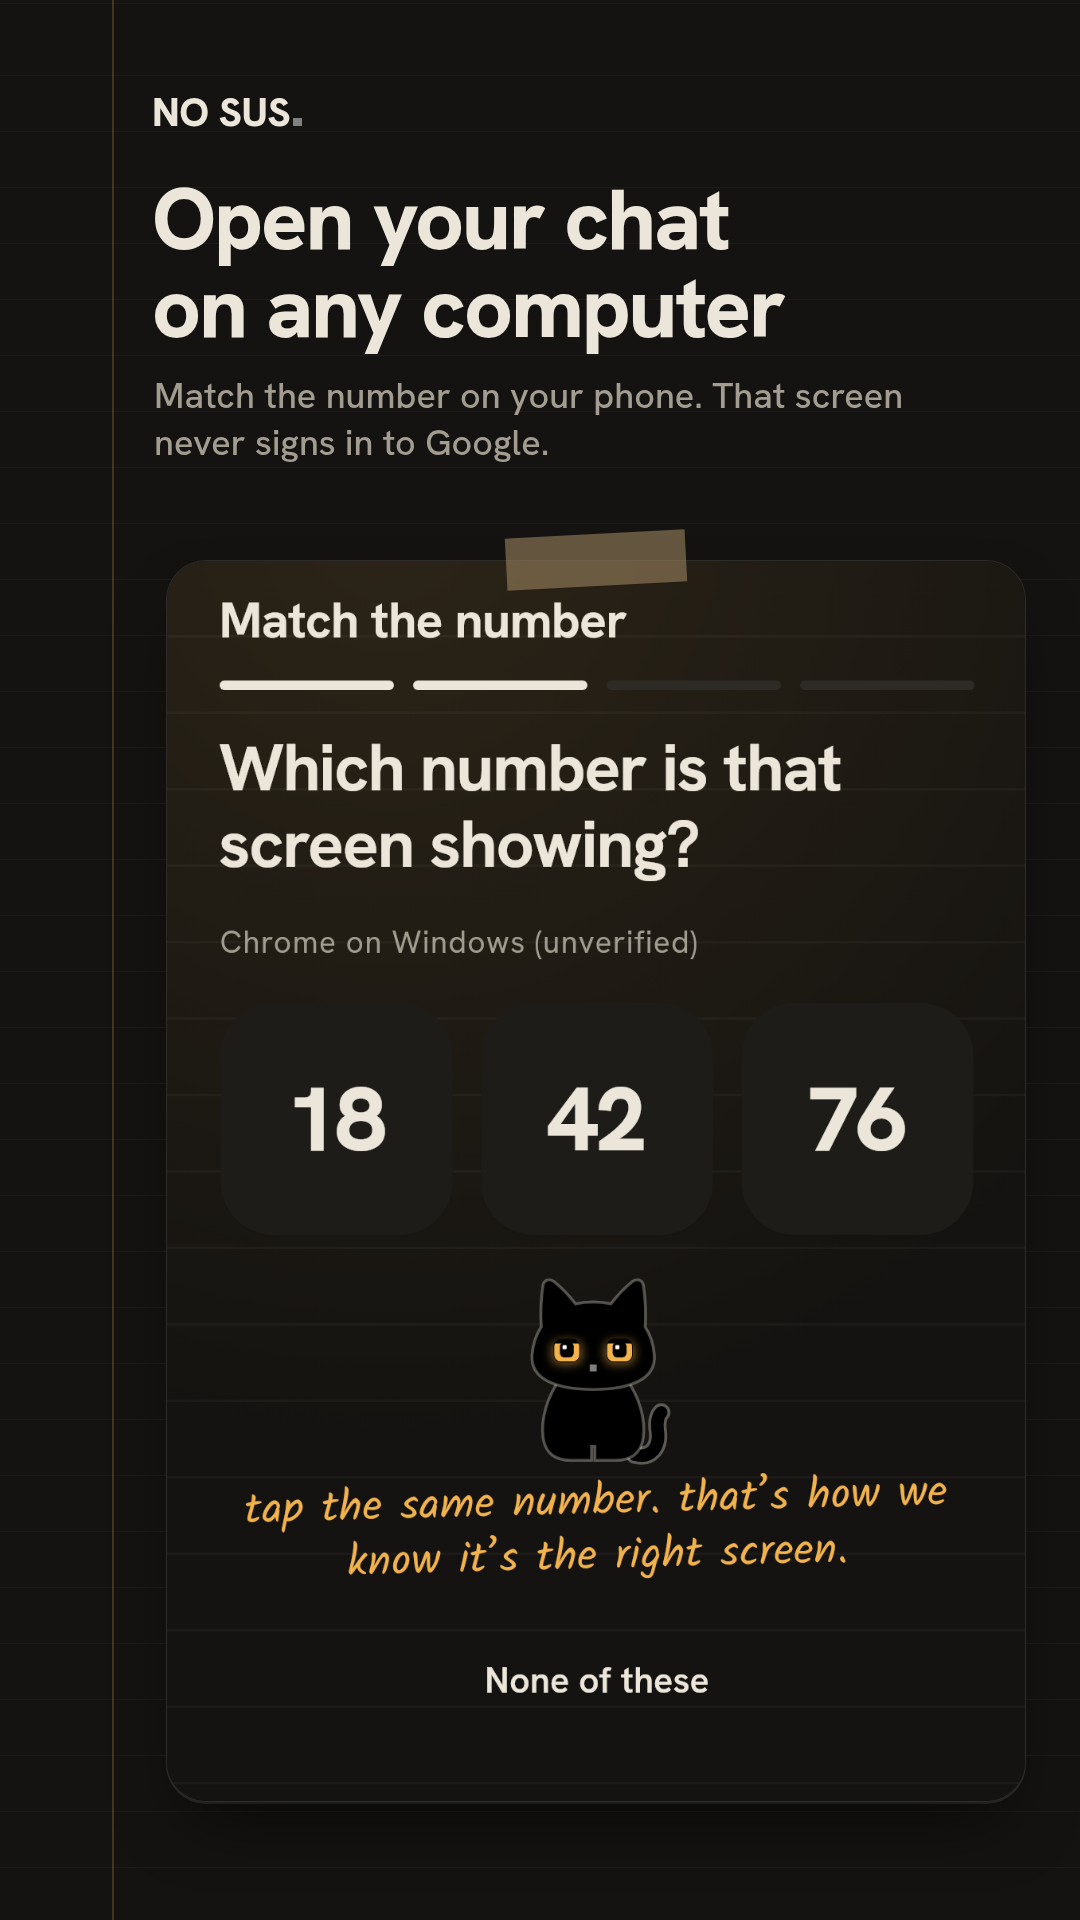 NO SUS.
Open your chat
on any computer
Match the number on your phone. That screen
never signs in to Google.
Match the number
Which number is that
screen showing?
Chrome on Windows (unverified)
18 42 76
tap the same number. that’s how we
know it’s the right screen.
None of these